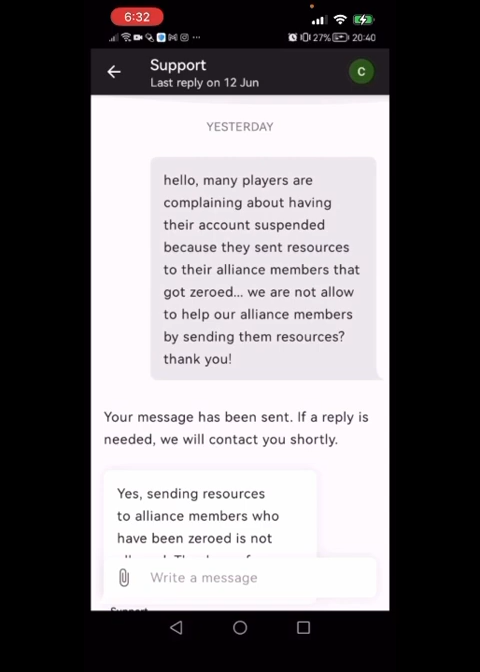 6:32
27% 20:40
Support
Last reply on 12 Jun
C
YESTERDAY
hello, many players are
complaining about having
their account suspended
because they sent resources
to their alliance members that
got zeroed... we are not allow
to help our alliance members
by sending them resources?
thank you!
Your message has been sent. If a reply is
needed, we will contact you shortly.
Yes, sending resources
to alliance members who
have been zeroed is not
Write a message
Support